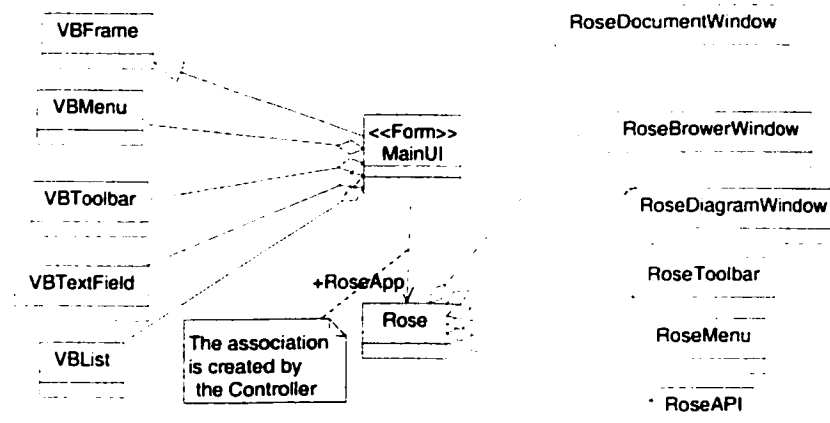 VBFrame
VBMenu
VBToolbar
VBTextField
VBList
<<Form>>
MainUI
+RoseApp
Rose
The association
is created by
the Controller
RoseDocumentWindow
RoseBrowerWindow
RoseDiagramWindow
RoseToolbar
RoseMenu
RoseAPI